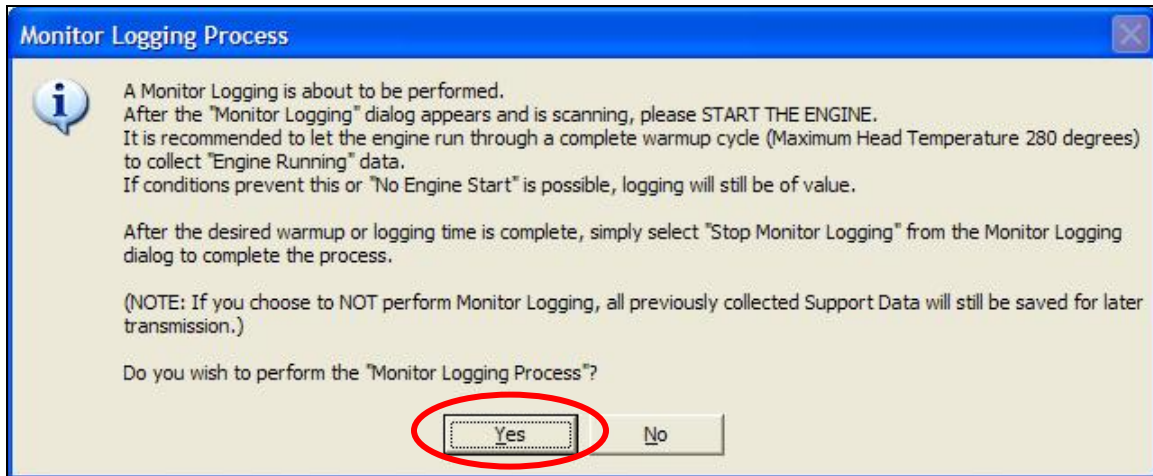 Monitor Logging Process
A Monitor Logging is about to be performed.
After the "Monitor Logging" dialog appears and is scanning, please START THE ENGINE.
It is recommended to let the engine run through a complete warmup cycle (Maximum Head Temperature 280 degrees)
to collect "Engine Running" data.
If conditions prevent this or "No Engine Start" is possible, logging will still be of value.
After the desired warmup or logging time is complete, simply select "Stop Monitor Logging" from the Monitor Logging
dialog to complete the process.
(NOTE: If you choose to NOT perform Monitor Logging, all previously collected Support Data will still be saved for later
transmission.)
Do you wish to perform the "Monitor Logging Process"?
Yes No